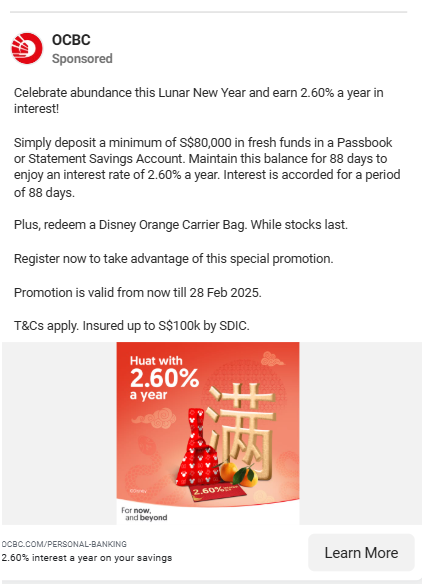 OCBC
Sponsored
Celebrate abundance this Lunar New Year and earn 2.60% a year in
interest!
Simply deposit a minimum of S$80,000 in fresh funds in a Passbook
or Statement Savings Account. Maintain this balance for 88 days to
enjoy an interest rate of 2.60% a year. Interest is accorded for a period
of 88 days.
Plus, redeem a Disney Orange Carrier Bag. While stocks last.
Register now to take advantage of this special promotion.
Promotion is valid from now till 28 Feb 2025.
T&Cs apply. Insured up to S$100k by SDIC.
Huat with
2.60%
a year
满
2.60%
For now,
and beyond
OCBC.COM/PERSONAL-BANKING
2.60% interest a year on your savings
Learn More